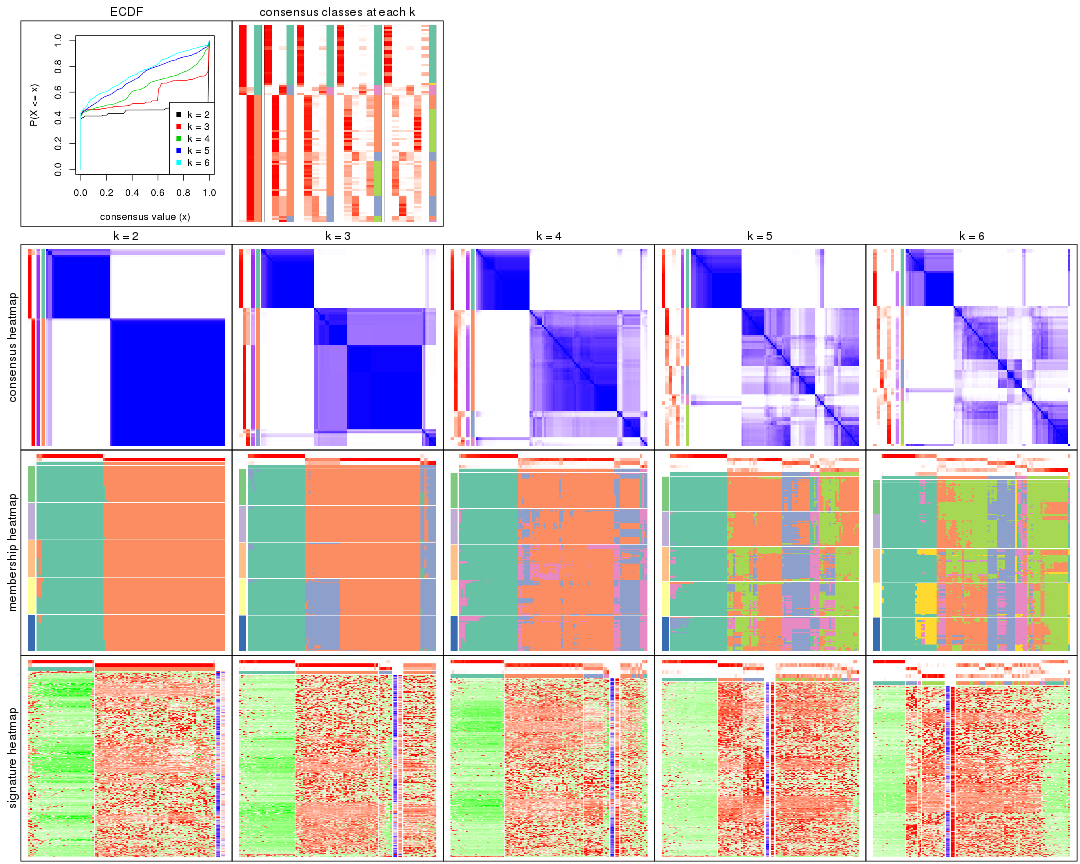 ECDF
consensus classes at each k
P(X <= x)
1.0
0.8
0.6
0.4
0.2
0.0
k = 2
k = 3
k = 4
k = 5
k = 6
0.0 0.2 0.4 0.6 0.8 1.0
consensus value (x)
k = 2 k = 3 k = 4 k = 5 k = 6
consensus heatmap
membership heatmap
signature heatmap